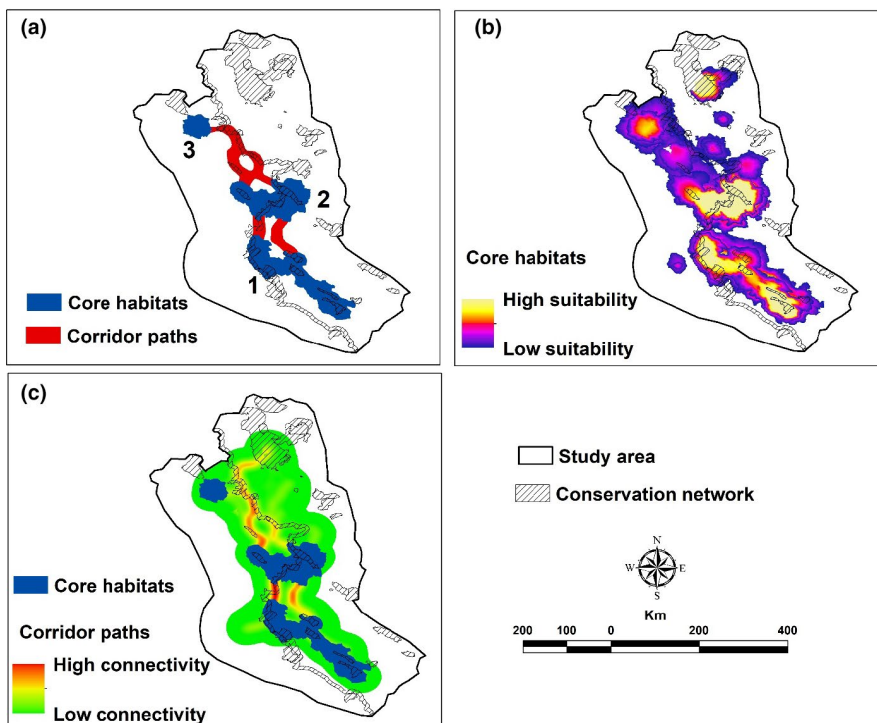 (a)
3
2
1
Core habitats
Corridor paths
(b)
Core habitats
High suitability
Low suitability
(c)
Core habitats
Corridor paths
High connectivity
Low connectivity
Study area
Conservation network
N
W E
S
Km
200 100 0 200 400